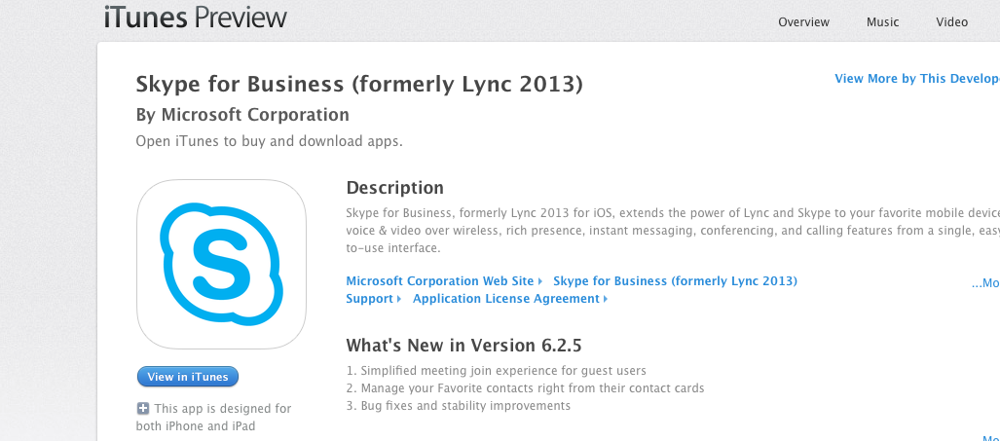 iTunes Preview
Overview Music Video
Skype for Business (formerly Lync 2013)
View More by This Develop
By Microsoft Corporation
Open iTunes to buy and download apps.
Description
Skype for Business, formerly Lync 2013 for iOS, extends the power of Lync and Skype to your favorite mobile device
voice & video over wireless, rich presence, instant messaging, conferencing, and calling features from a single, easy
to-use interface.
Microsoft Corporation Web Site Skype for Business (formerly Lync 2013)
...Mo
Support Application License Agreement
What's New in Version 6.2.5
1. Simplified meeting join experience for guest users
2. Manage your Favorite contacts right from their contact cards
3. Bug fixes and stability improvements
S
View in iTunes
This app is designed for
both iPhone and iPad